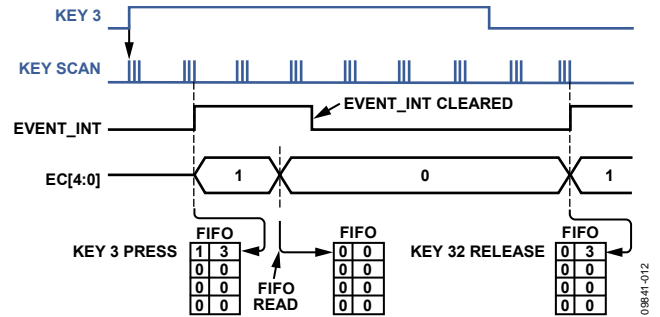 KEY 3
KEY SCAN
EVENT_INT CLEARED
EVENT_INT
EC[4:0]
1
0
1
FIFO
FIFO
FIFO
KEY 3 PRESS
1 3
0 0
0 0
0 0
FIFO
READ
0 0
0 0
0 0
0 0
KEY 32 RELEASE
0 3
0 0
0 0
0 0
09841-012